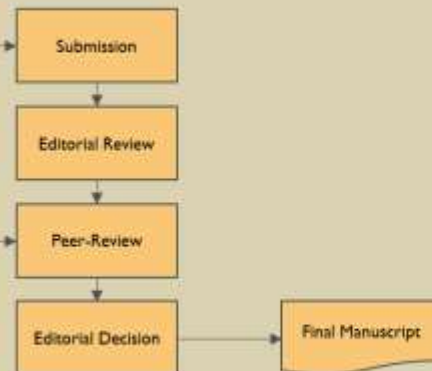 Submission
Editorial Review
Peer-Review
Editorial Decision
Final Manuscript